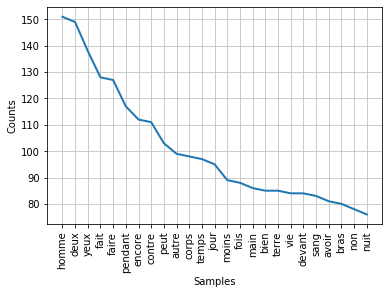 150
140
130
120
110
100
90
80
Counts
homme
deux
yeux
fait
faire
pendant
encore
contre
peut
autre
corps
temps
jour
moins
fois
main
bien
terre
vie
devant
sang
avoir
bras
non
nuit
Samples